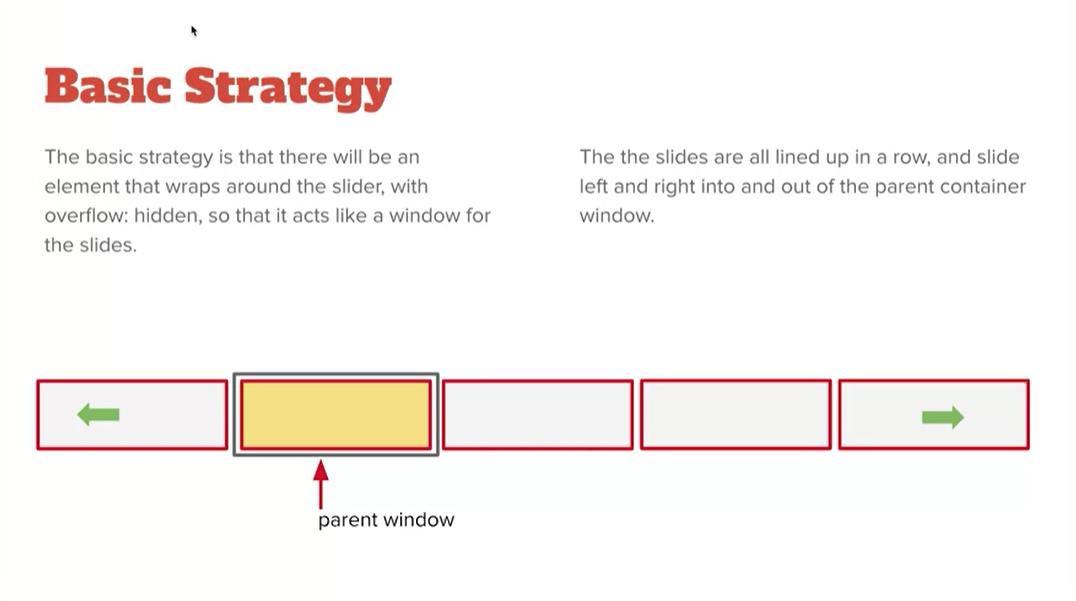 Basic Strategy
The basic strategy is that there will be an
element that wraps around the slider, with
overflow: hidden, so that it acts like a window for
the slides.
The the slides are all lined up in a row, and slide
left and right into and out of the parent container
window.
parent window